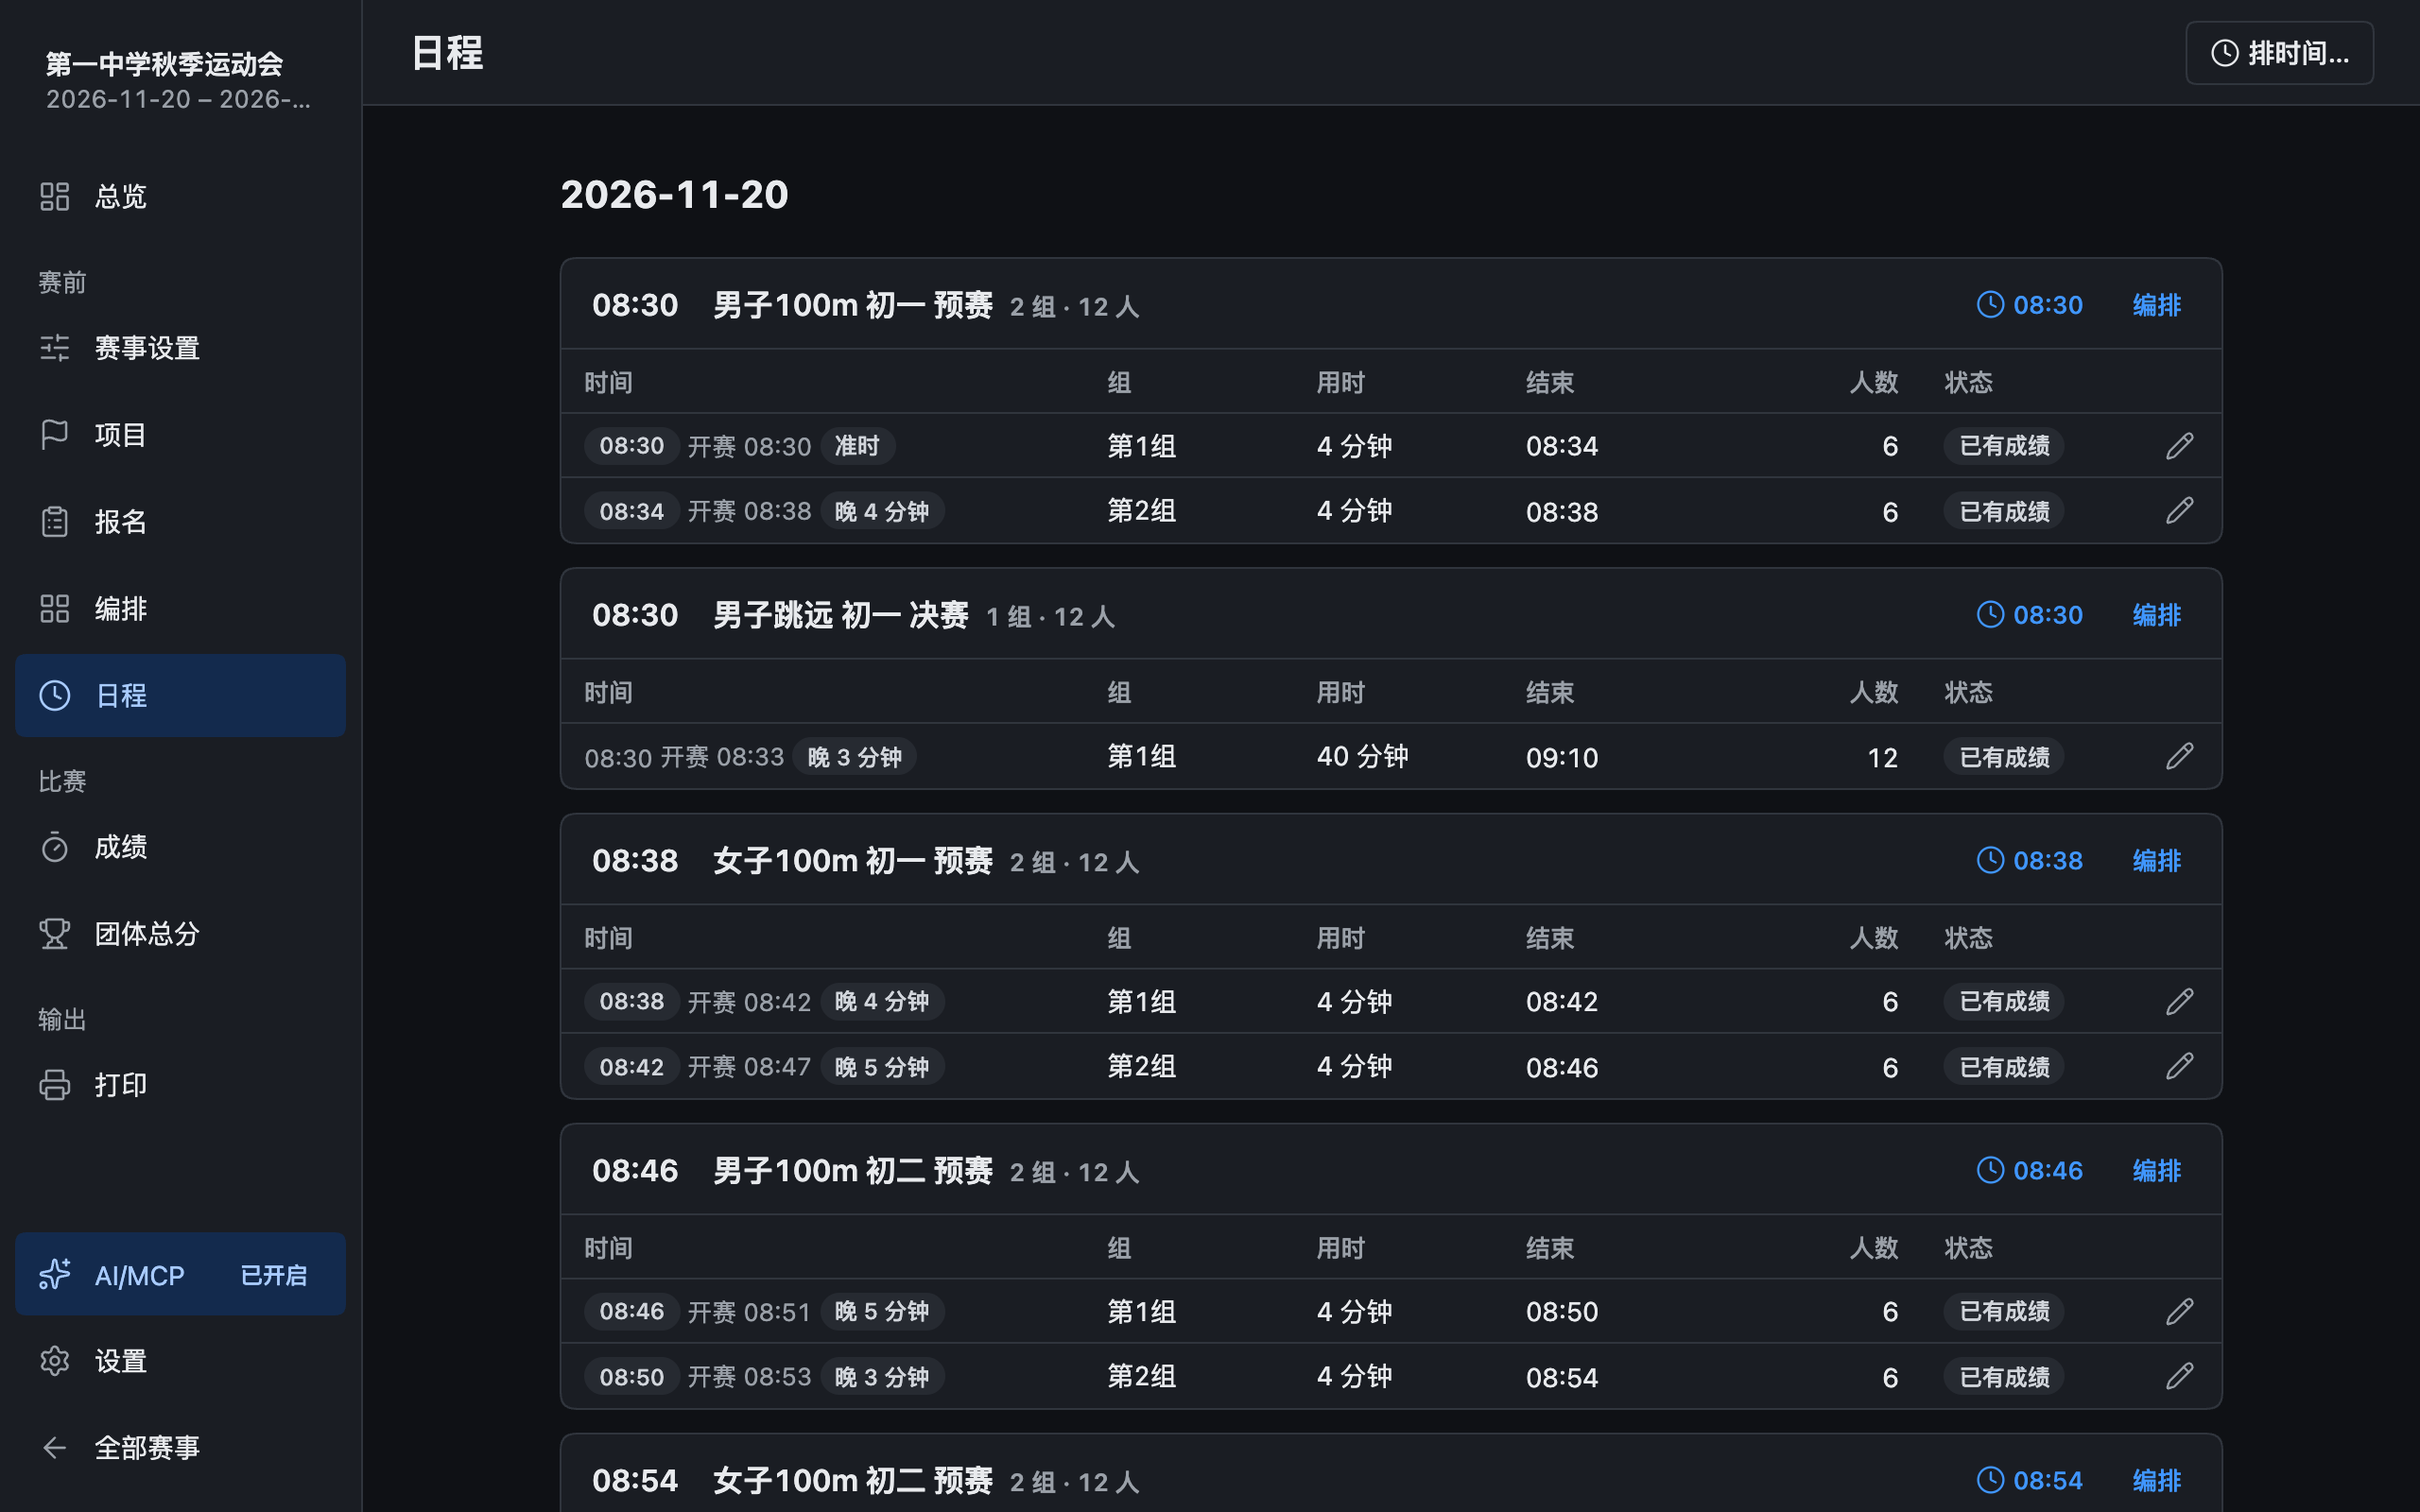 第一中学秋季运动会
2026-11-20 – 2026-...
总览
赛前
赛事设置
项目
报名
编排
日程
比赛
成绩
团体总分
输出
打印
AI/MCP 已开启
设置
全部赛事
日程
排时间...
2026-11-20
08:30 男子100m 初一 预赛 2 组 · 12 人 08:30 编排
时间 组 用时 结束 人数 状态
08:30 开赛 08:30 准时 第1组 4 分钟 08:34 6 已有成绩
08:34 开赛 08:38 晚 4 分钟 第2组 4 分钟 08:38 6 已有成绩
08:30 男子跳远 初一 决赛 1 组 · 12 人 08:30 编排
时间 组 用时 结束 人数 状态
08:30 开赛 08:33 晚 3 分钟 第1组 40 分钟 09:10 12 已有成绩
08:38 女子100m 初一 预赛 2 组 · 12 人 08:38 编排
时间 组 用时 结束 人数 状态
08:38 开赛 08:42 晚 4 分钟 第1组 4 分钟 08:42 6 已有成绩
08:42 开赛 08:47 晚 5 分钟 第2组 4 分钟 08:46 6 已有成绩
08:46 男子100m 初二 预赛 2 组 · 12 人 08:46 编排
时间 组 用时 结束 人数 状态
08:46 开赛 08:51 晚 5 分钟 第1组 4 分钟 08:50 6 已有成绩
08:50 开赛 08:53 晚 3 分钟 第2组 4 分钟 08:54 6 已有成绩
08:54 女子100m 初二 预赛 2 组 · 12 人 08:54 编排